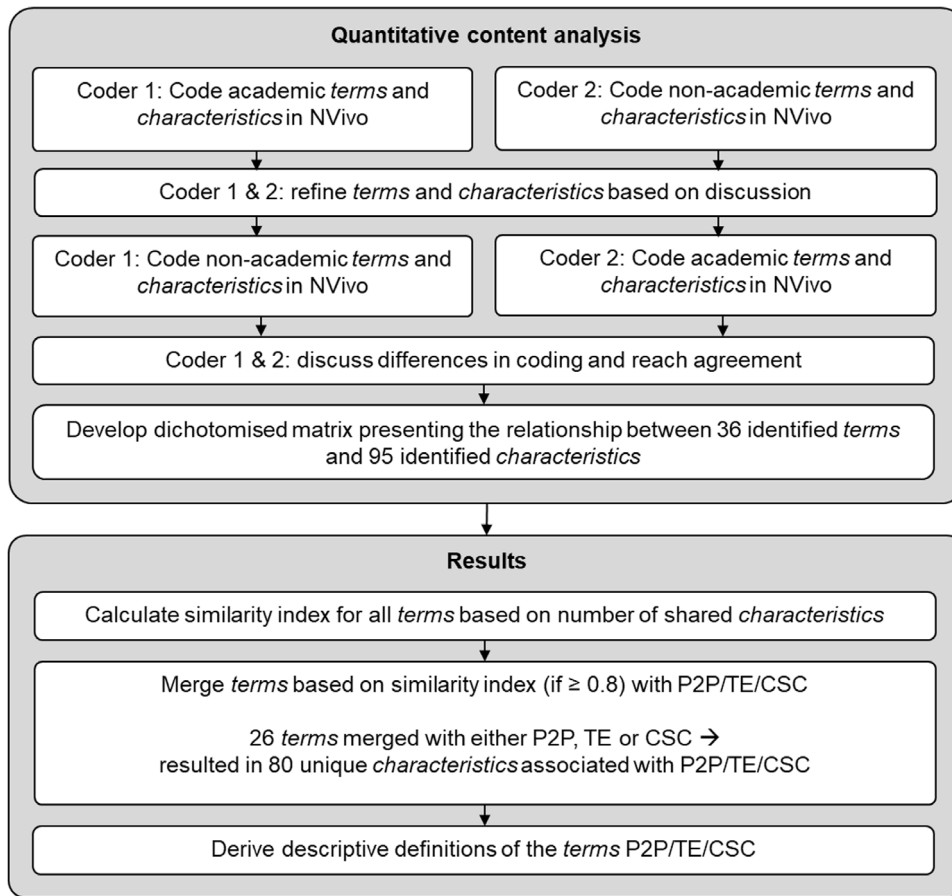 Quantitative content analysis
Coder 1: Code academic terms and
characteristics in NVivo
Coder 2: Code non-academic terms and
characteristics in NVivo
Coder 1 & 2: refine terms and characteristics based on discussion
Coder 1: Code non-academic terms and
characteristics in NVivo
Coder 2: Code academic terms and
characteristics in NVivo
Coder 1 & 2: discuss differences in coding and reach agreement
Develop dichotomised matrix presenting the relationship between 36 identified terms
and 95 identified characteristics
Results
Calculate similarity index for all terms based on number of shared characteristics
Merge terms based on similarity index (if ≥ 0.8) with P2P/TE/CSC
26 terms merged with either P2P, TE or CSC →
resulted in 80 unique characteristics associated with P2P/TE/CSC
Derive descriptive definitions of the terms P2P/TE/CSC